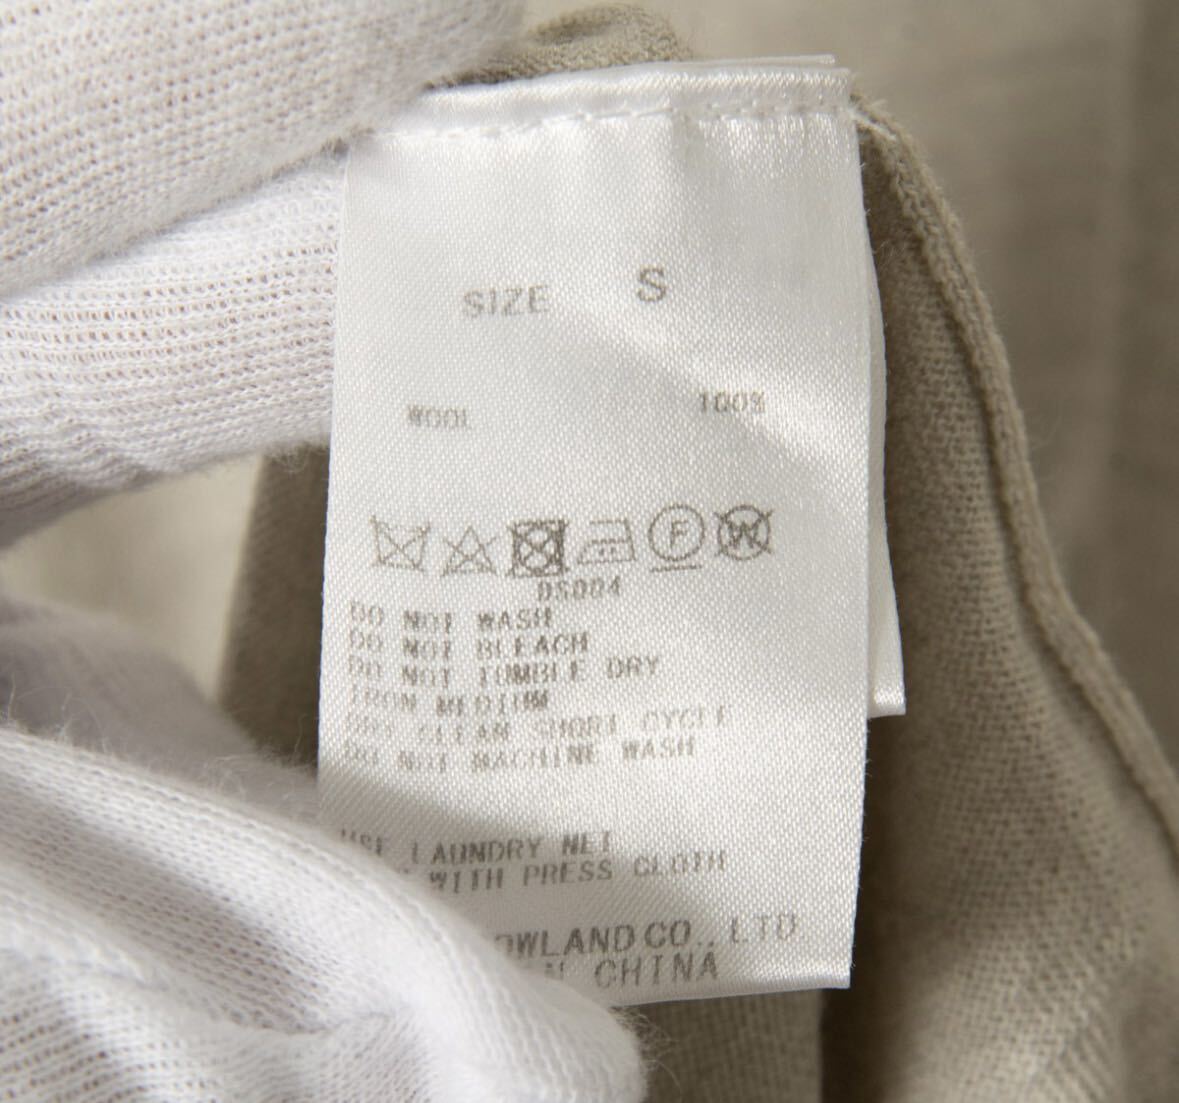 SIZE S
WOOL 100%
F W
DS004
DO NOT WASH
DO NOT BLEACH
DO NOT TUMBLE DRY
IRON MEDIUM
DRY CLEAN SHORT CYCLE
DO NOT MACHINE WASH
USE LAUNDRY NET
WITH PRESS CLOTH
OWLAND CO., LTD
N CHINA